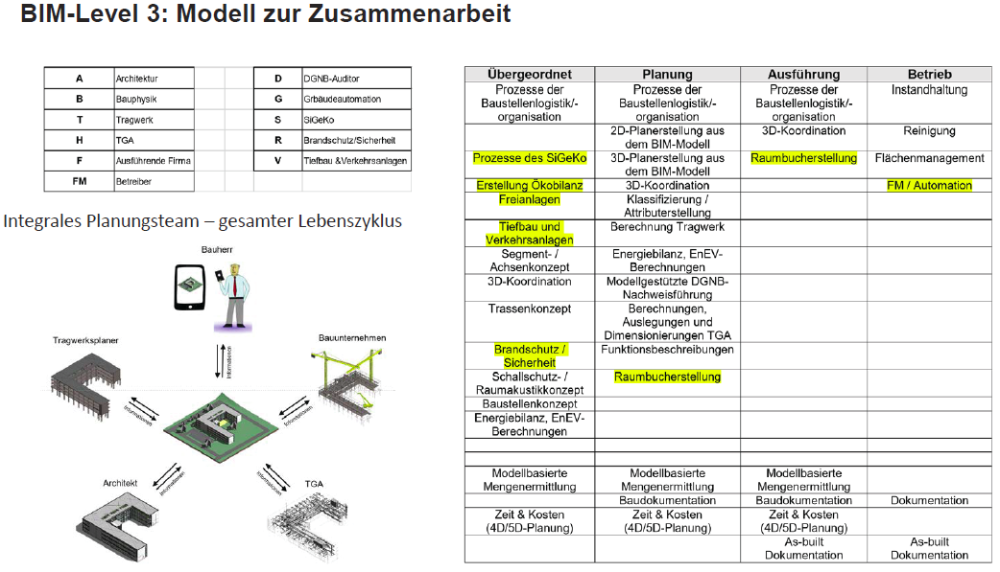 BIM-Level 3: Modell zur Zusammenarbeit
A Architektur D DGNB-Auditor
B Bauphysik G Grbäudeautomation
T Tragwerk S SiGeKo
H TGA R Brandschutz/Sicherheit
F Ausführende Firma V Tiefbau &Verkehrsanlagen
FM Betreiber
Integrales Planungsteam – gesamter Lebenszyklus
Bauherr
Tragwerksplaner
Bauunternehmen
Informationen
Informationen
Informationen
Architekt
Informationen
Informationen
TGA
Übergeordnet Planung Ausführung Betrieb
Prozesse der Prozesse der Prozesse der Instandhaltung
Baustellenlogistik/- Baustellenlogistik/- Baustellenlogistik/-
organisation organisation organisation
2D-Planerstellung aus 3D-Koordination Reinigung
dem BIM-Modell
Prozesse des SiGeKo 3D-Planerstellung aus Raumbucherstellung Flächenmanagement
dem BIM-Modell
Erstellung Ökobilanz 3D-Koordination FM / Automation
Freianlagen Klassifizierung /
Attributerstellung
Tiefbau und Berechnung Tragwerk
Verkehrsanlagen
Segment- / Energiebilanz, EnEV-
Achsenkonzept Berechnungen
3D-Koordination Modellgestützte DGNB-
Nachweisführung
Trassenkonzept Berechnungen,
Auslegungen und
Dimensionierungen TGA
Brandschutz / Funktionsbeschreibungen
Sicherheit
Schallschutz- / Raumbucherstellung
Raumakustikkonzept
Baustellenkonzept
Energiebilanz, EnEV-
Berechnungen
Modellbasierte Modellbasierte Modellbasierte
Mengenermittlung Mengenermittlung Mengenermittlung
Baudokumentation Baudokumentation Dokumentation
Zeit & Kosten Zeit & Kosten Zeit & Kosten
(4D/5D-Planung) (4D/5D-Planung) (4D/5D-Planung)
As-built As-built
Dokumentation Dokumentation